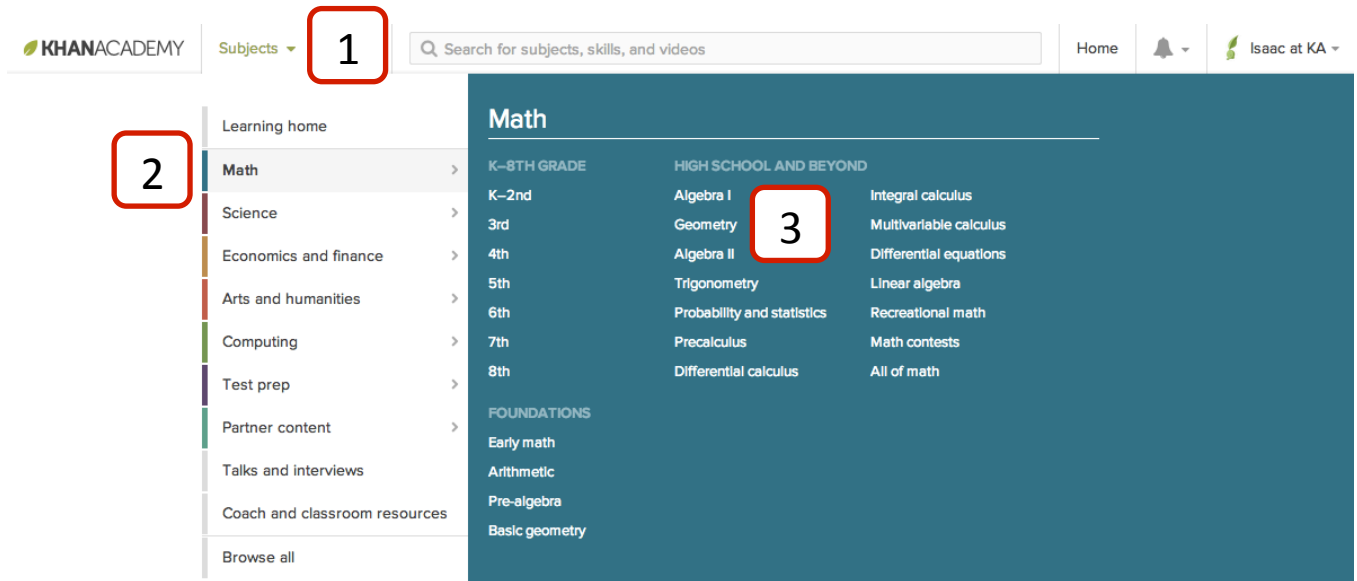 KHANACADEMY
Subjects
1
Search for subjects, skills, and videos
Home
Isaac at KA
2
Learning home
Math
Science
Economics and finance
Arts and humanities
Computing
Test prep
Partner content
Talks and interviews
Coach and classroom resources
Browse all
Math
K–8TH GRADE
K–2nd
3rd
4th
5th
6th
7th
8th
FOUNDATIONS
Early math
Arithmetic
Pre-algebra
Basic geometry
HIGH SCHOOL AND BEYOND
Algebra I
Geometry
Algebra II
Trigonometry
Probability and statistics
Precalculus
Differential calculus
3
Integral calculus
Multivariable calculus
Differential equations
Linear algebra
Recreational math
Math contests
All of math